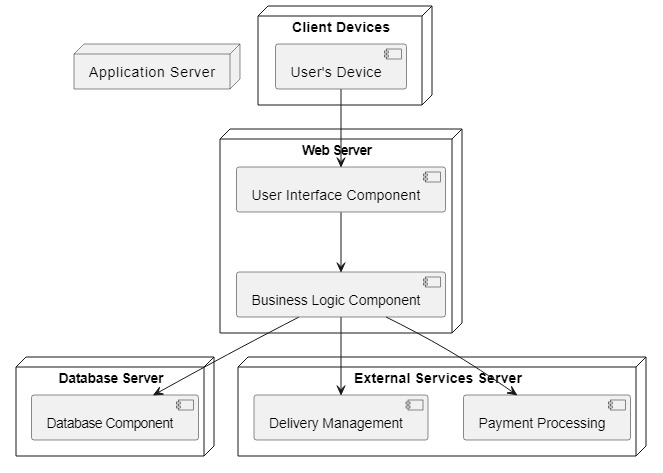 Client Devices
Application Server
User's Device
Web Server
User Interface Component
Business Logic Component
Database Server
External Services Server
Database Component
Delivery Management
Payment Processing